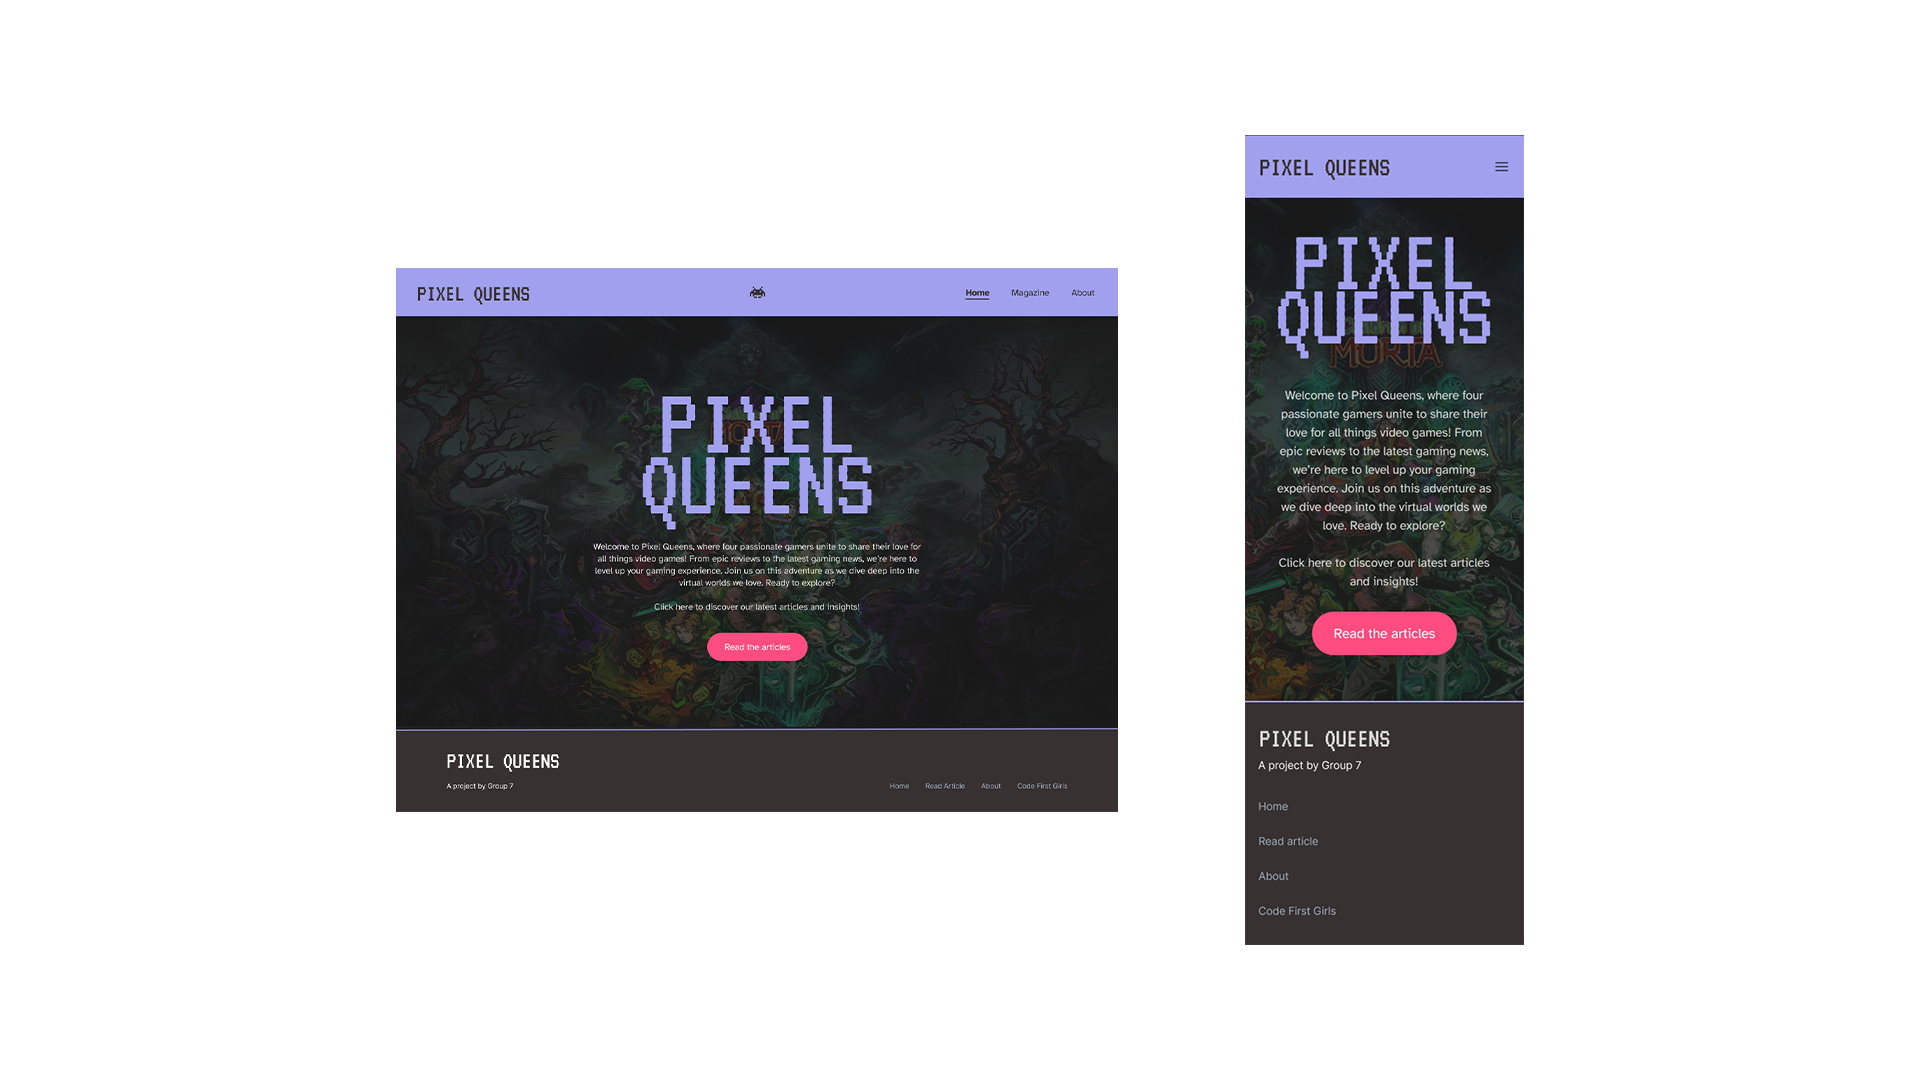 PIXEL QUEENS
Home Magazine About
PIXEL
QUEENS
Welcome to Pixel Queens, where four passionate gamers unite to share their love for
all things video games! From epic reviews to the latest gaming news, we're here to
level up your gaming experience. Join us on this adventure as we dive deep into the
virtual worlds we love. Ready to explore?
Click here to discover our latest articles and insights!
Read the articles
PIXEL QUEENS
A project by Group 7
Home Read Article About Code First Girls
PIXEL QUEENS
PIXEL
QUEENS
MORTA
Welcome to Pixel Queens, where four
passionate gamers unite to share their
love for all things video games! From
epic reviews to the latest gaming news,
we're here to level up your gaming
experience. Join us on this adventure as
we dive deep into the virtual worlds we
love. Ready to explore?
Click here to discover our latest articles
and insights!
Read the articles
PIXEL QUEENS
A project by Group 7
Home
Read article
About
Code First Girls